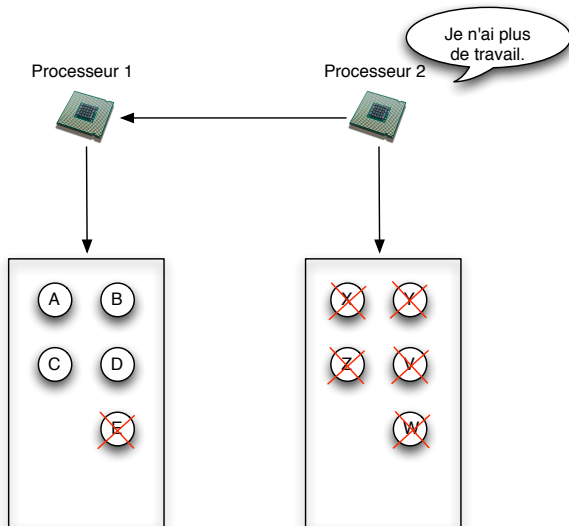 Je n'ai plus
de travail.
Processeur 1
Processeur 2
A
B
X
Y
C
D
Z
V
E
W